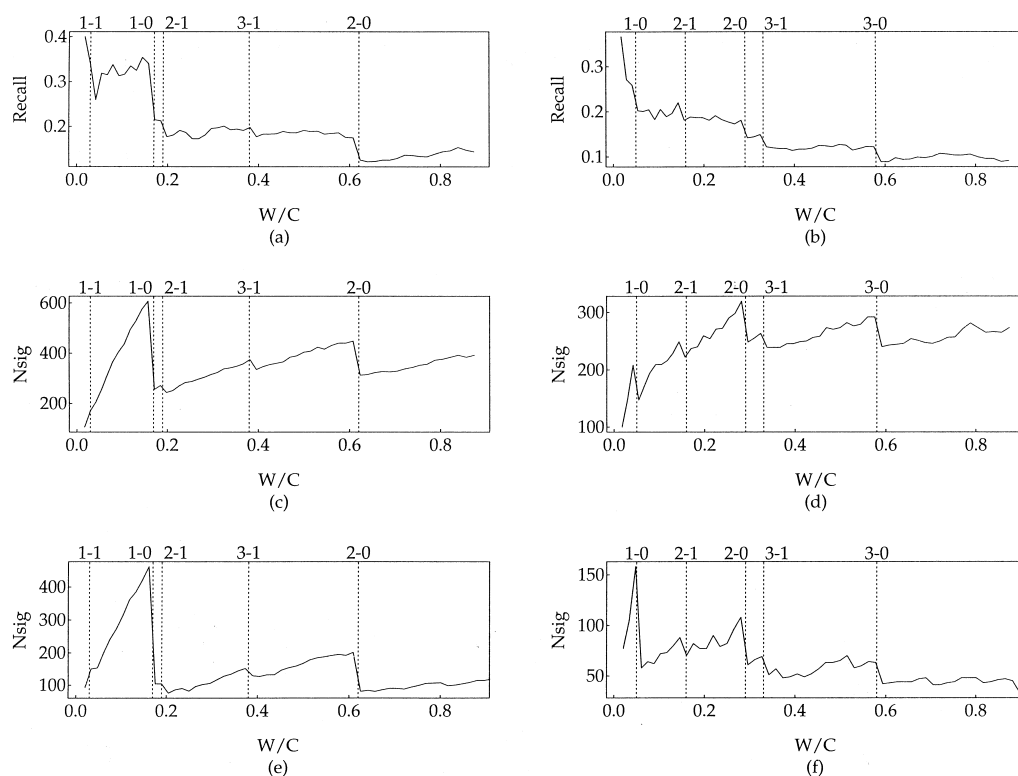 1-1 1-0 2-1 3-1 2-0
0.4
0.3
0.2
Recall
0.0 0.2 0.4 0.6 0.8
W/C
(a)
1-0 2-1 2-0 3-1 3-0
0.3
0.2
0.1
Recall
0.0 0.2 0.4 0.6 0.8
W/C
(b)
1-1 1-0 2-1 3-1 2-0
600
400
200
Nsig
0.0 0.2 0.4 0.6 0.8
W/C
(c)
1-0 2-1 2-0 3-1 3-0
300
200
100
Nsig
0.0 0.2 0.4 0.6 0.8
W/C
(d)
1-1 1-0 2-1 3-1 2-0
400
300
200
100
Nsig
0.0 0.2 0.4 0.6 0.8
W/C
(e)
1-0 2-1 2-0 3-1 3-0
150
100
50
Nsig
0.0 0.2 0.4 0.6 0.8
W/C
(f)